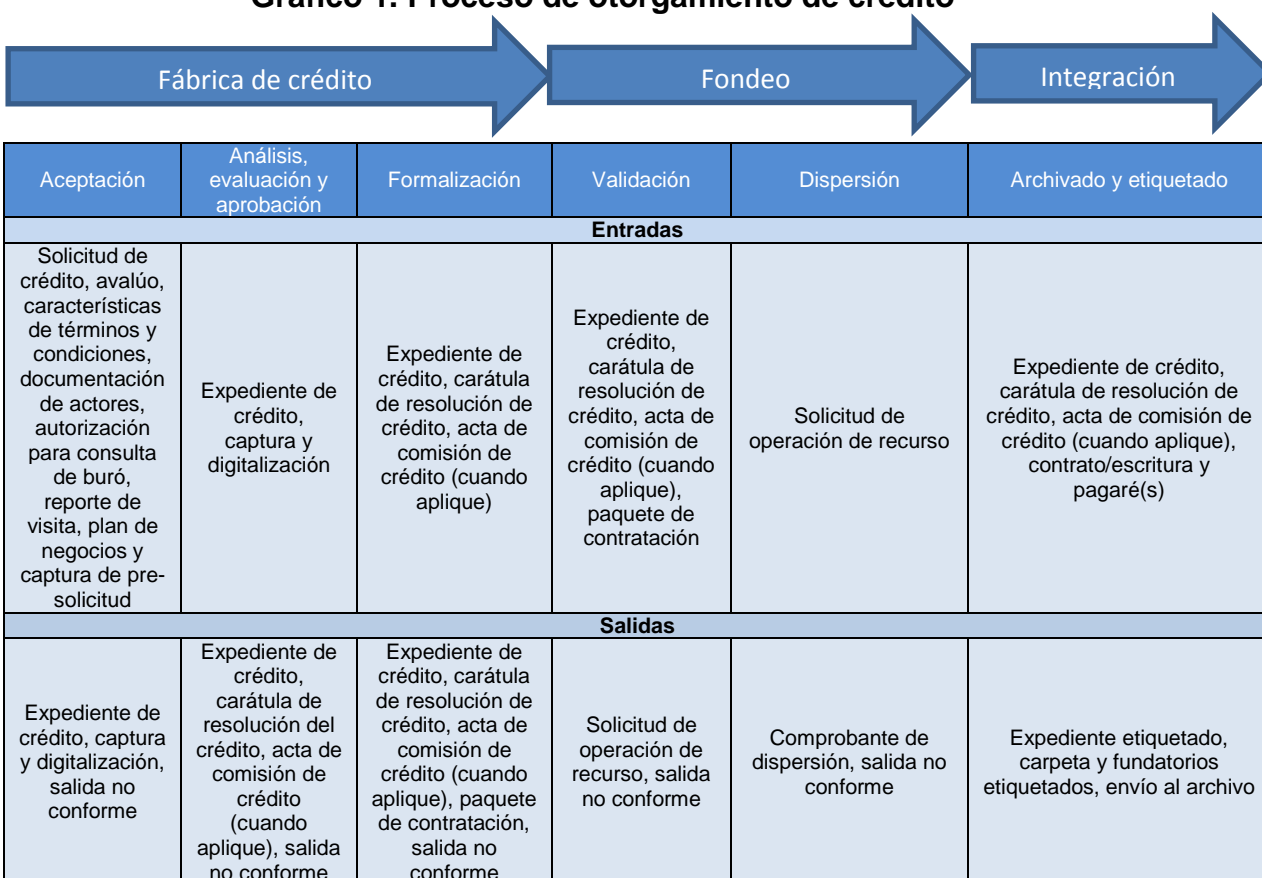 Gráfico 1. Proceso de otorgamiento de crédito
Fábrica de crédito
Fondeo
Integración
Aceptación
Análisis,
evaluación y
aprobación
Formalización
Validación
Dispersión
Archivado y etiquetado
Entradas
Solicitud de
crédito, avalúo,
características
de términos y
condiciones,
documentación
de actores,
autorización
para consulta
de buró,
reporte de
visita, plan de
negocios y
captura de pre-
solicitud
Expediente de
crédito,
captura y
digitalización
Expediente de
crédito, carátula
de resolución de
crédito, acta de
comisión de
crédito (cuando
aplique)
Expediente de
crédito,
carátula de
resolución de
crédito, acta de
comisión de
crédito (cuando
aplique),
paquete de
contratación
Solicitud de
operación de recurso
Expediente de crédito,
carátula de resolución de
crédito, acta de comisión de
crédito (cuando aplique),
contrato/escritura y
pagaré(s)
Salidas
Expediente de
crédito, captura
y digitalización,
salida no
conforme
Expediente de
crédito,
carátula de
resolución del
crédito, acta de
comisión de
crédito
(cuando
aplique), salida
no conforme
Expediente de
crédito, carátula
de resolución de
crédito, acta de
comisión de
crédito (cuando
aplique), paquete
de contratación,
salida no
conforme
Solicitud de
operación de
recurso, salida
no conforme
Comprobante de
dispersión, salida no
conforme
Expediente etiquetado,
carpeta y fundatorios
etiquetados, envío al archivo